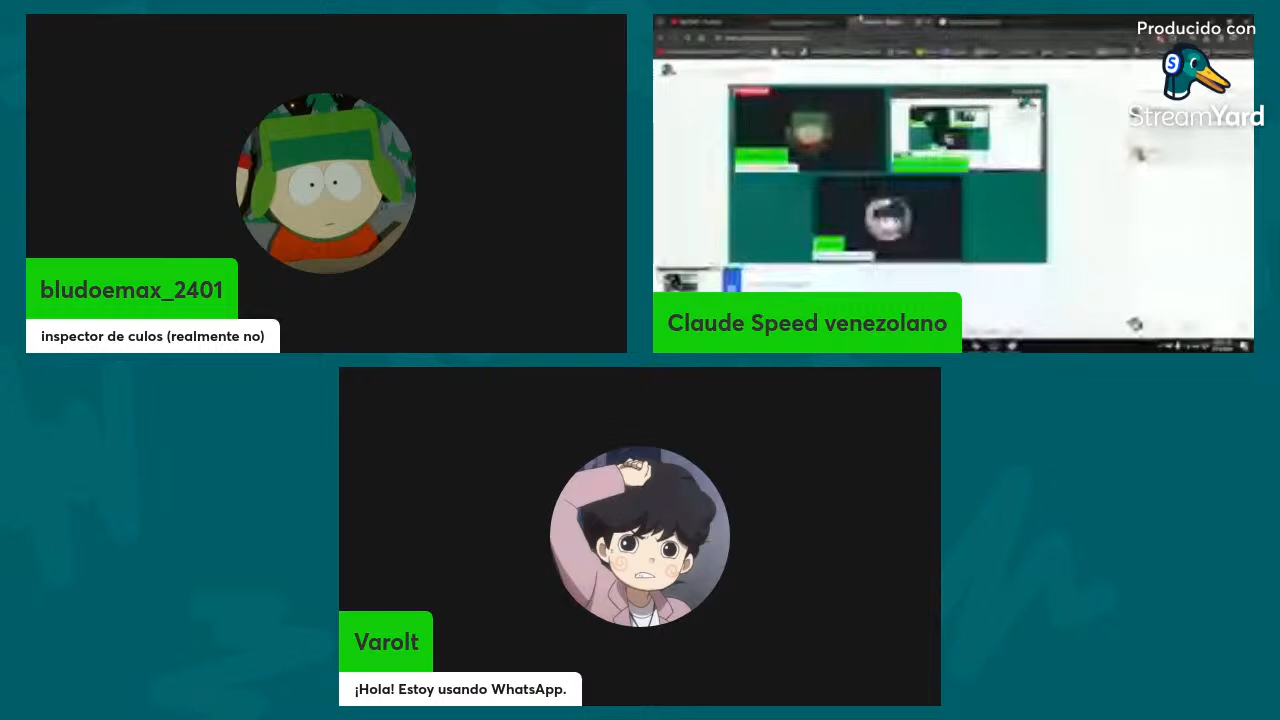 Producido con
StreamYard
bludoemax_2401
inspector de culos (realmente no)
Claude Speed venezolano
Varolt
¡Hola! Estoy usando WhatsApp.